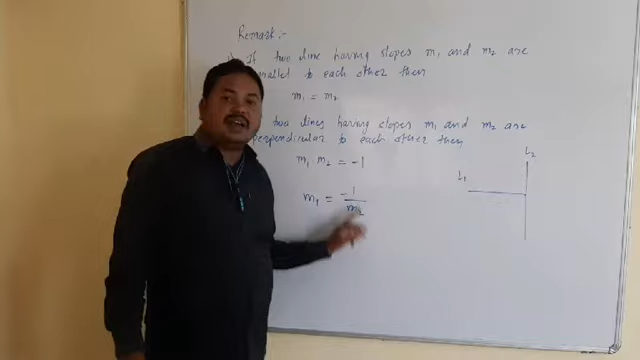 Remark :-
If two line having slopes m₁ and m₂ are
to each other then
m₁ = m₂
two lines having slopes m₁ and m₂ are
perpendicular to each other then
m₁ m₂ = -1
L₂
L₁
m₁ = -1/m₂